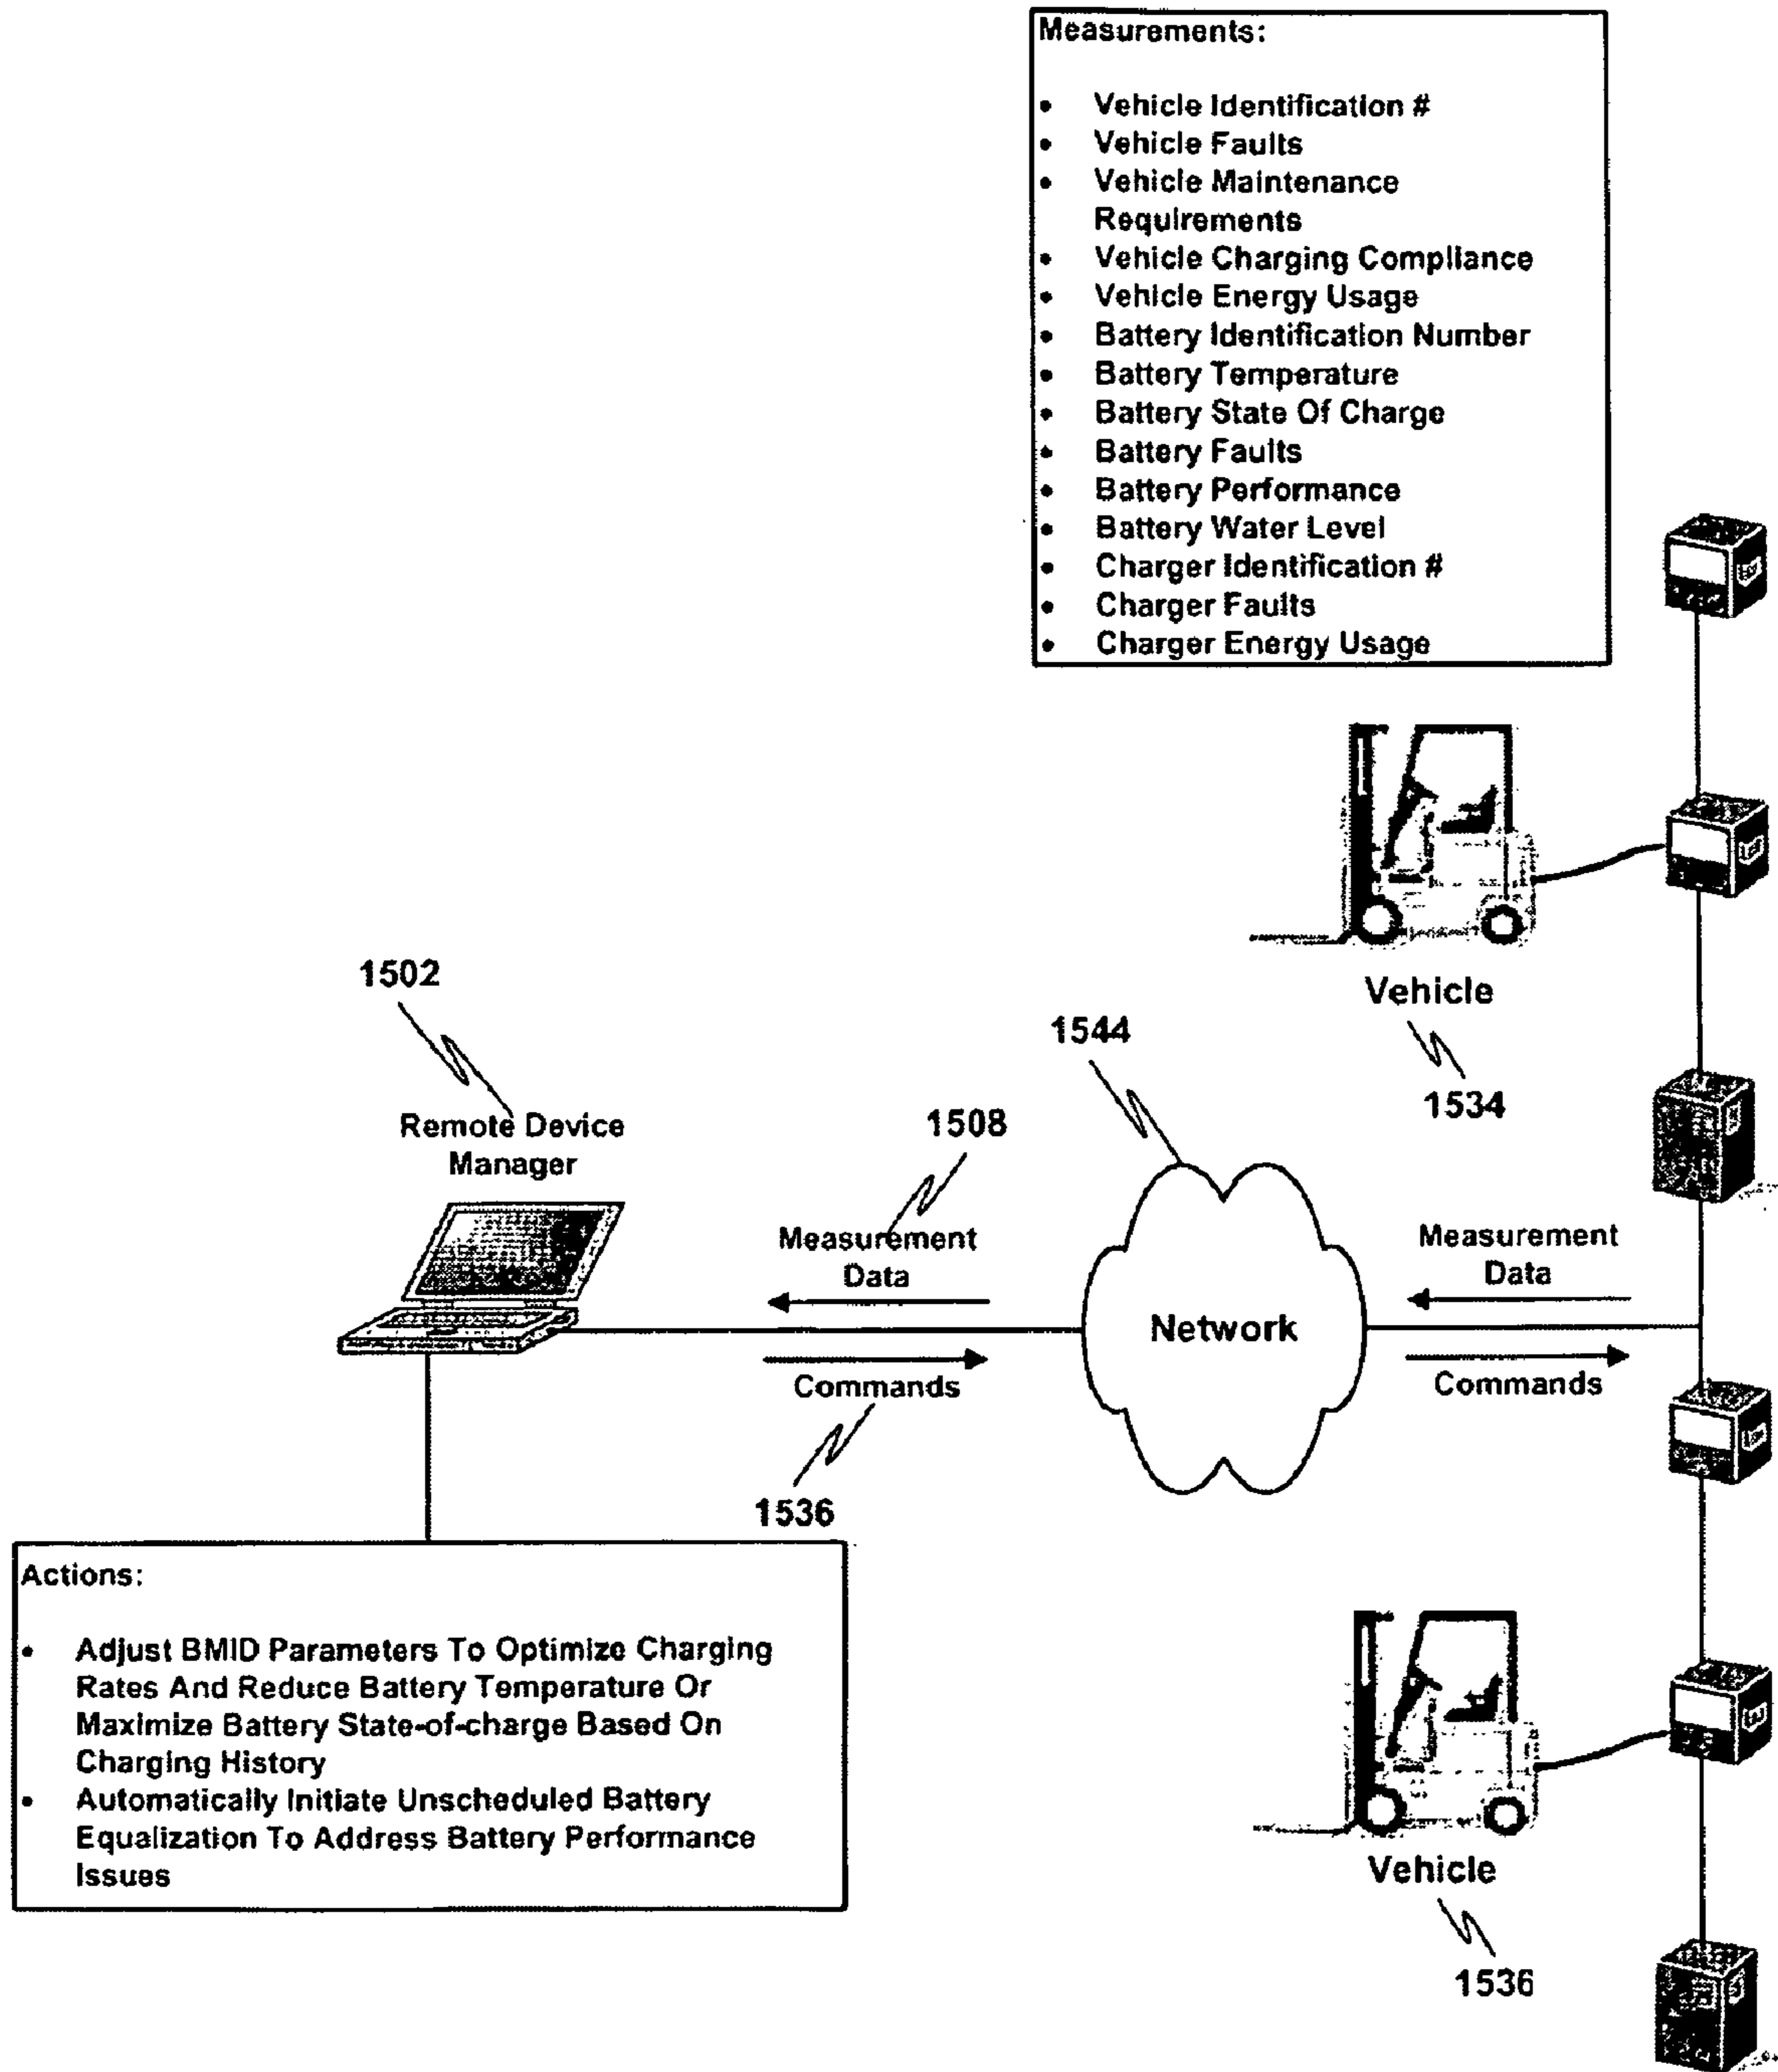 Measurements:
• Vehicle Identification #
• Vehicle Faults
• Vehicle Maintenance
Requirements
• Vehicle Charging Compliance
• Vehicle Energy Usage
• Battery Identification Number
• Battery Temperature
• Battery State Of Charge
• Battery Faults
• Battery Performance
• Battery Water Level
• Charger Identification #
• Charger Faults
• Charger Energy Usage
Vehicle
1534
1502
Remote Device
Manager
1508
1544
Measurement
Data
Commands
1536
Network
Measurement
Data
Commands
Actions:
• Adjust BMID Parameters To Optimize Charging
Rates And Reduce Battery Temperature Or
Maximize Battery State-of-charge Based On
Charging History
• Automatically Initiate Unscheduled Battery
Equalization To Address Battery Performance
Issues
Vehicle
1536